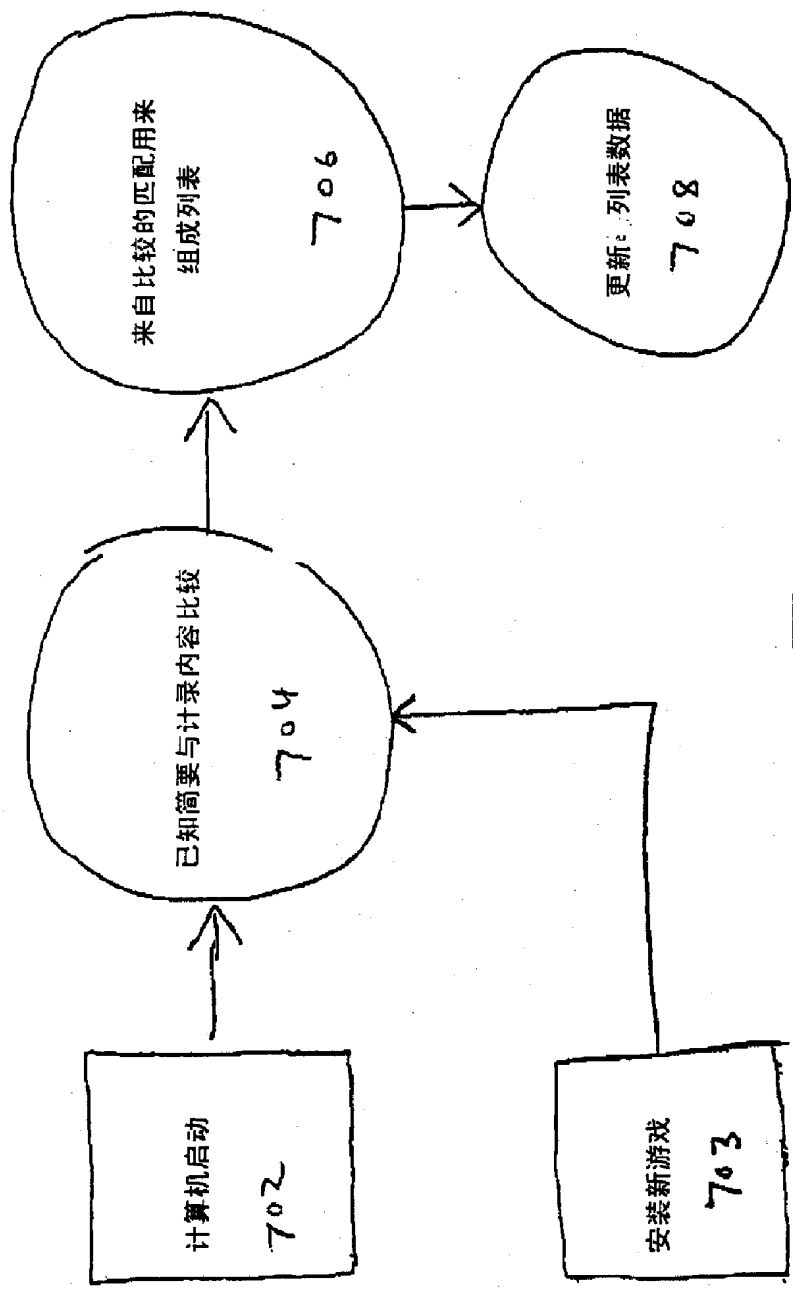 计算机启动
702
安装新游戏
703
已知简要与计录内容比较
704
来自比较的匹配用来
组成列表
706
更新 列表数据
708